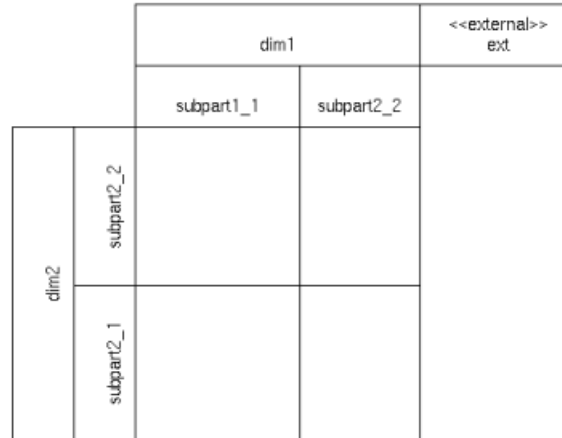 dim1
<<external>>
ext
subpart1_1
subpart2_2
dim2
subpart2_2
subpart2_1